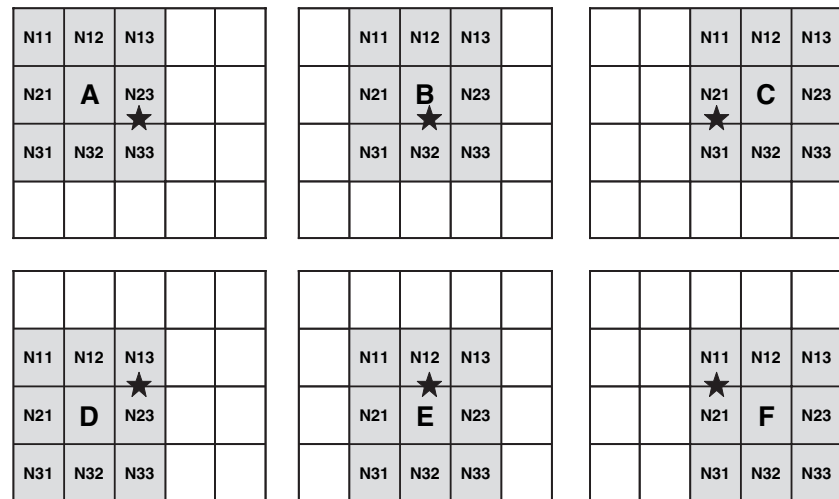 N11 N12 N13
N21 A N23
N31 N32 N33
N11 N12 N13
N21 B N23
N31 N32 N33
N11 N12 N13
N21 C N23
N31 N32 N33
N11 N12 N13
N21 D N23
N31 N32 N33
N11 N12 N13
N21 E N23
N31 N32 N33
N11 N12 N13
N21 F N23
N31 N32 N33